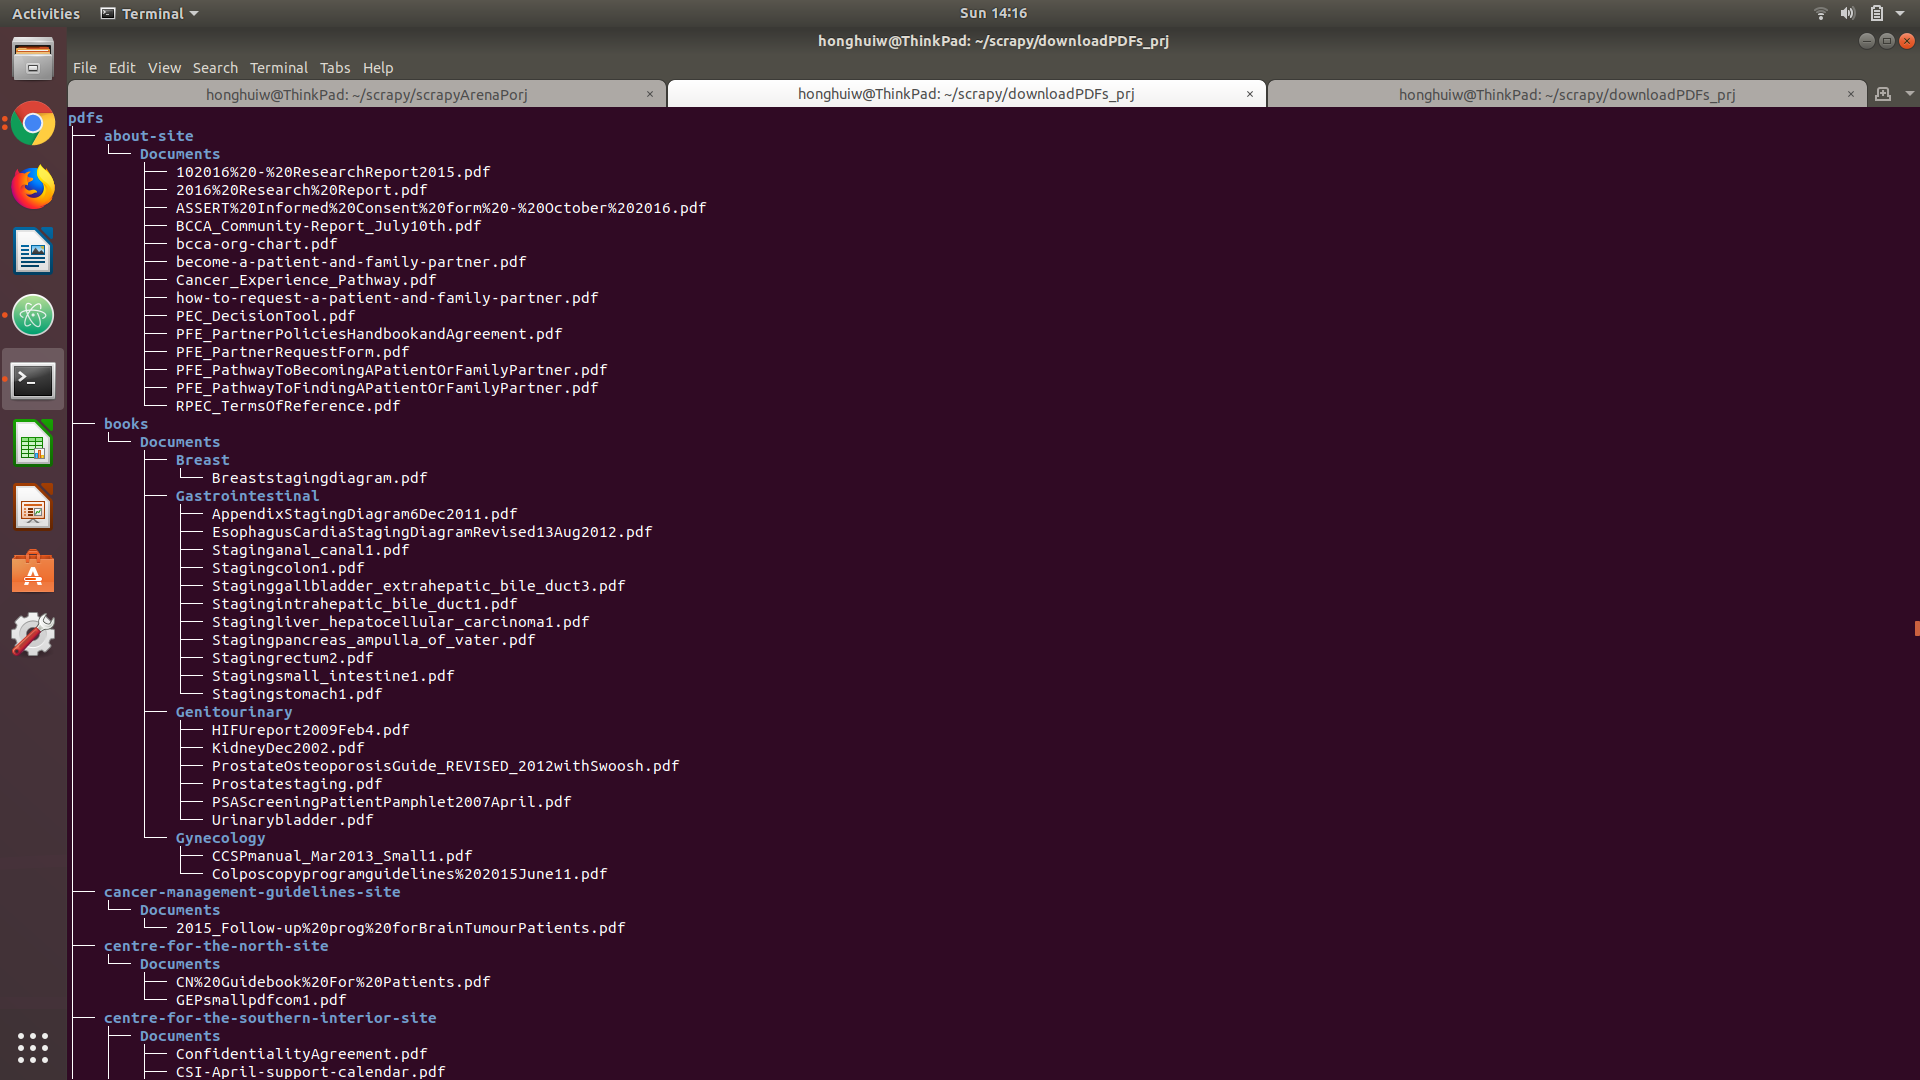 Activities
Terminal
Sun 14:16
honghuiw@ThinkPad: ~/scrapy/downloadPDFs_prj
File Edit View Search Terminal Tabs Help
honghuiw@ThinkPad: ~/scrapy/scrapyArenaPorj
honghuiw@ThinkPad: ~/scrapy/downloadPDFs_prj
honghuiw@ThinkPad: ~/scrapy/downloadPDFs_prj
pdfs
about-site
Documents
102016%20-%20ResearchReport2015.pdf
2016%20Research%20Report.pdf
ASSERT%20Informed%20Consent%20form%20-%20October%202016.pdf
BCCA_Community-Report_July10th.pdf
bcca-org-chart.pdf
become-a-patient-and-family-partner.pdf
Cancer_Experience_Pathway.pdf
how-to-request-a-patient-and-family-partner.pdf
PEC_DecisionTool.pdf
PFE_PartnerPoliciesHandbookandAgreement.pdf
PFE_PartnerRequestForm.pdf
PFE_PathwayToBecomingAPatientOrFamilyPartner.pdf
PFE_PathwayToFindingAPatientOrFamilyPartner.pdf
RPEC_TermsOfReference.pdf
books
Documents
Breast
Breaststagingdiagram.pdf
Gastrointestinal
AppendixStagingDiagram6Dec2011.pdf
EsophagusCardiaStagingDiagramRevised13Aug2012.pdf
Staginganal_canal1.pdf
Stagingcolon1.pdf
Staginggallbladder_extrahepatic_bile_duct3.pdf
Stagingintrahepatic_bile_duct1.pdf
Stagingliver_hepatocellular_carcinoma1.pdf
Stagingpancreas_ampulla_of_vater.pdf
Stagingrectum2.pdf
Stagingsmall_intestine1.pdf
Stagingstomach1.pdf
Genitourinary
HIFUreport2009Feb4.pdf
KidneyDec2002.pdf
ProstateOsteoporosisGuide_REVISED_2012withSwoosh.pdf
Prostatestaging.pdf
PSAScreeningPatientPamphlet2007April.pdf
Urinarybladder.pdf
Gynecology
CCSPmanual_Mar2013_Small1.pdf
Colposcopyprogramguidelines%202015June11.pdf
cancer-management-guidelines-site
Documents
2015_Follow-up%20prog%20forBrainTumourPatients.pdf
centre-for-the-north-site
Documents
CN%20Guidebook%20For%20Patients.pdf
GEPsmallpdfcom1.pdf
centre-for-the-southern-interior-site
Documents
ConfidentialityAgreement.pdf
CSI-April-support-calendar.pdf